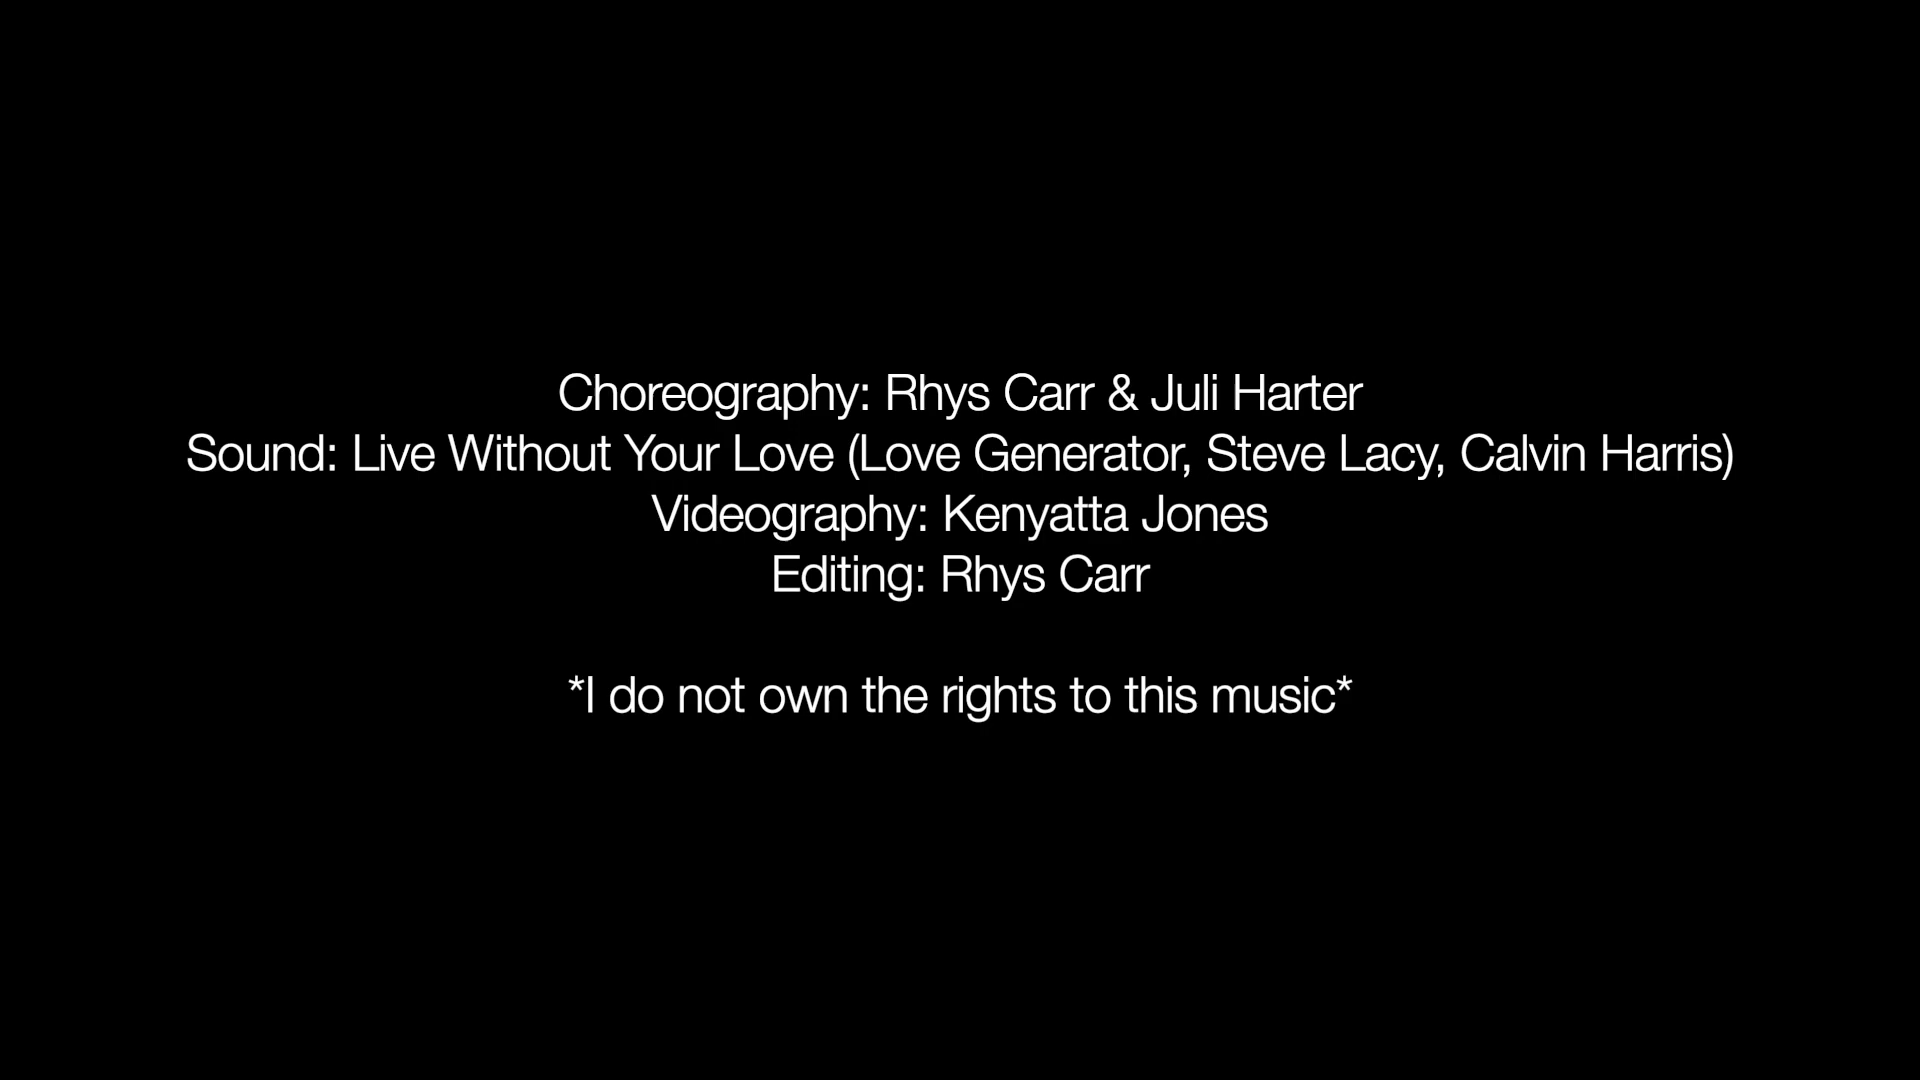 Choreography: Rhys Carr & Juli Harter
Sound: Live Without Your Love (Love Generator, Steve Lacy, Calvin Harris)
Videography: Kenyatta Jones
Editing: Rhys Carr
*I do not own the rights to this music*